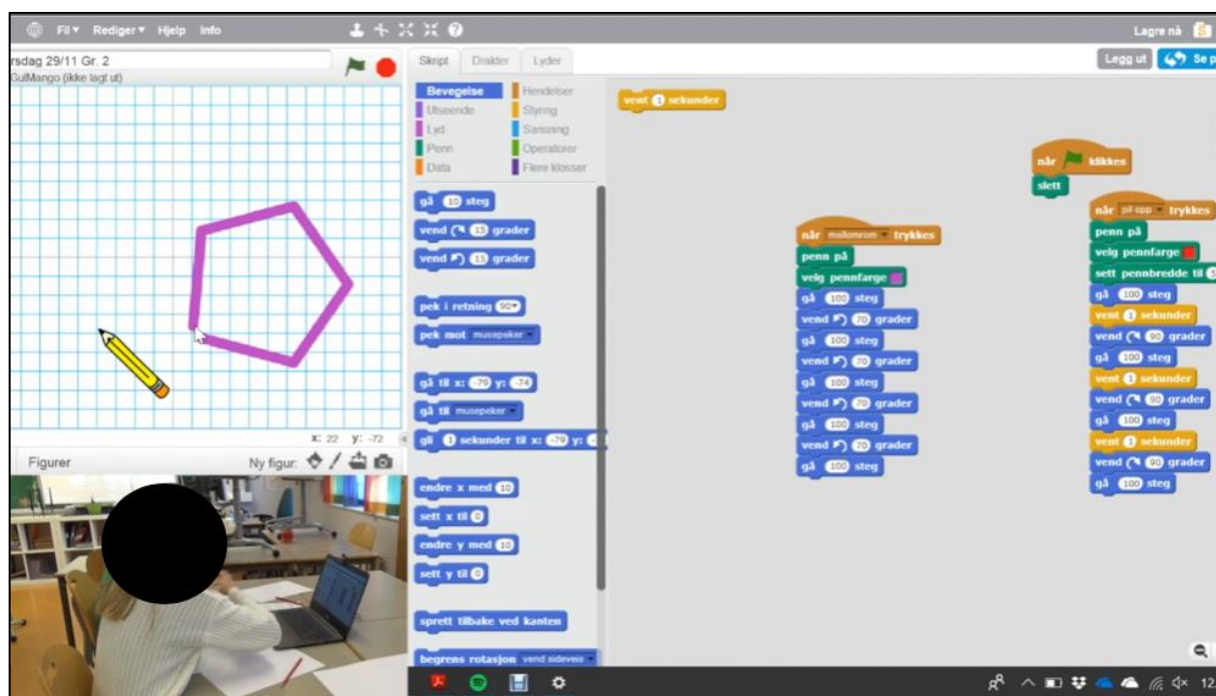 Fil▾ Rediger▾ Hjelp Info
Lagre nå
rsdag 29/11 Gr. 2
GulMango (ikke lagt ut)
Skript Drakter Lyder
Legg ut Se p
Bevegelse Hendelser
Utseende Styring
Lyd Sansning
Penn Operatorer
Data Flere klosser
gå 10 steg
vend 15 grader
vend 15 grader
pek i retning 90▾
pek mot musepeker
gå til x: -79 y: -74
gå til musepeker
gli 1 sekunder til x: -79 y:
endre x med 10
sett x til 0
endre y med 10
sett y til 0
sprett tilbake ved kanten
begrens rotasjon vend sideveis
x: 22 y: -72
Figurer Ny figur:
vent 1 sekunder
når mellomrom trykkes
penn på
velg pennfarge
gå 100 steg
vend 70 grader
gå 100 steg
vend 70 grader
gå 100 steg
vend 70 grader
gå 100 steg
vend 70 grader
gå 100 steg
når klikkes
slett
når pil opp trykkes
penn på
velg pennfarge
sett pennbredde til
gå 100 steg
vent 1 sekunder
vend 90 grader
gå 100 steg
vent 1 sekunder
vend 90 grader
gå 100 steg
vent 1 sekunder
vend 90 grader
gå 100 steg
12.